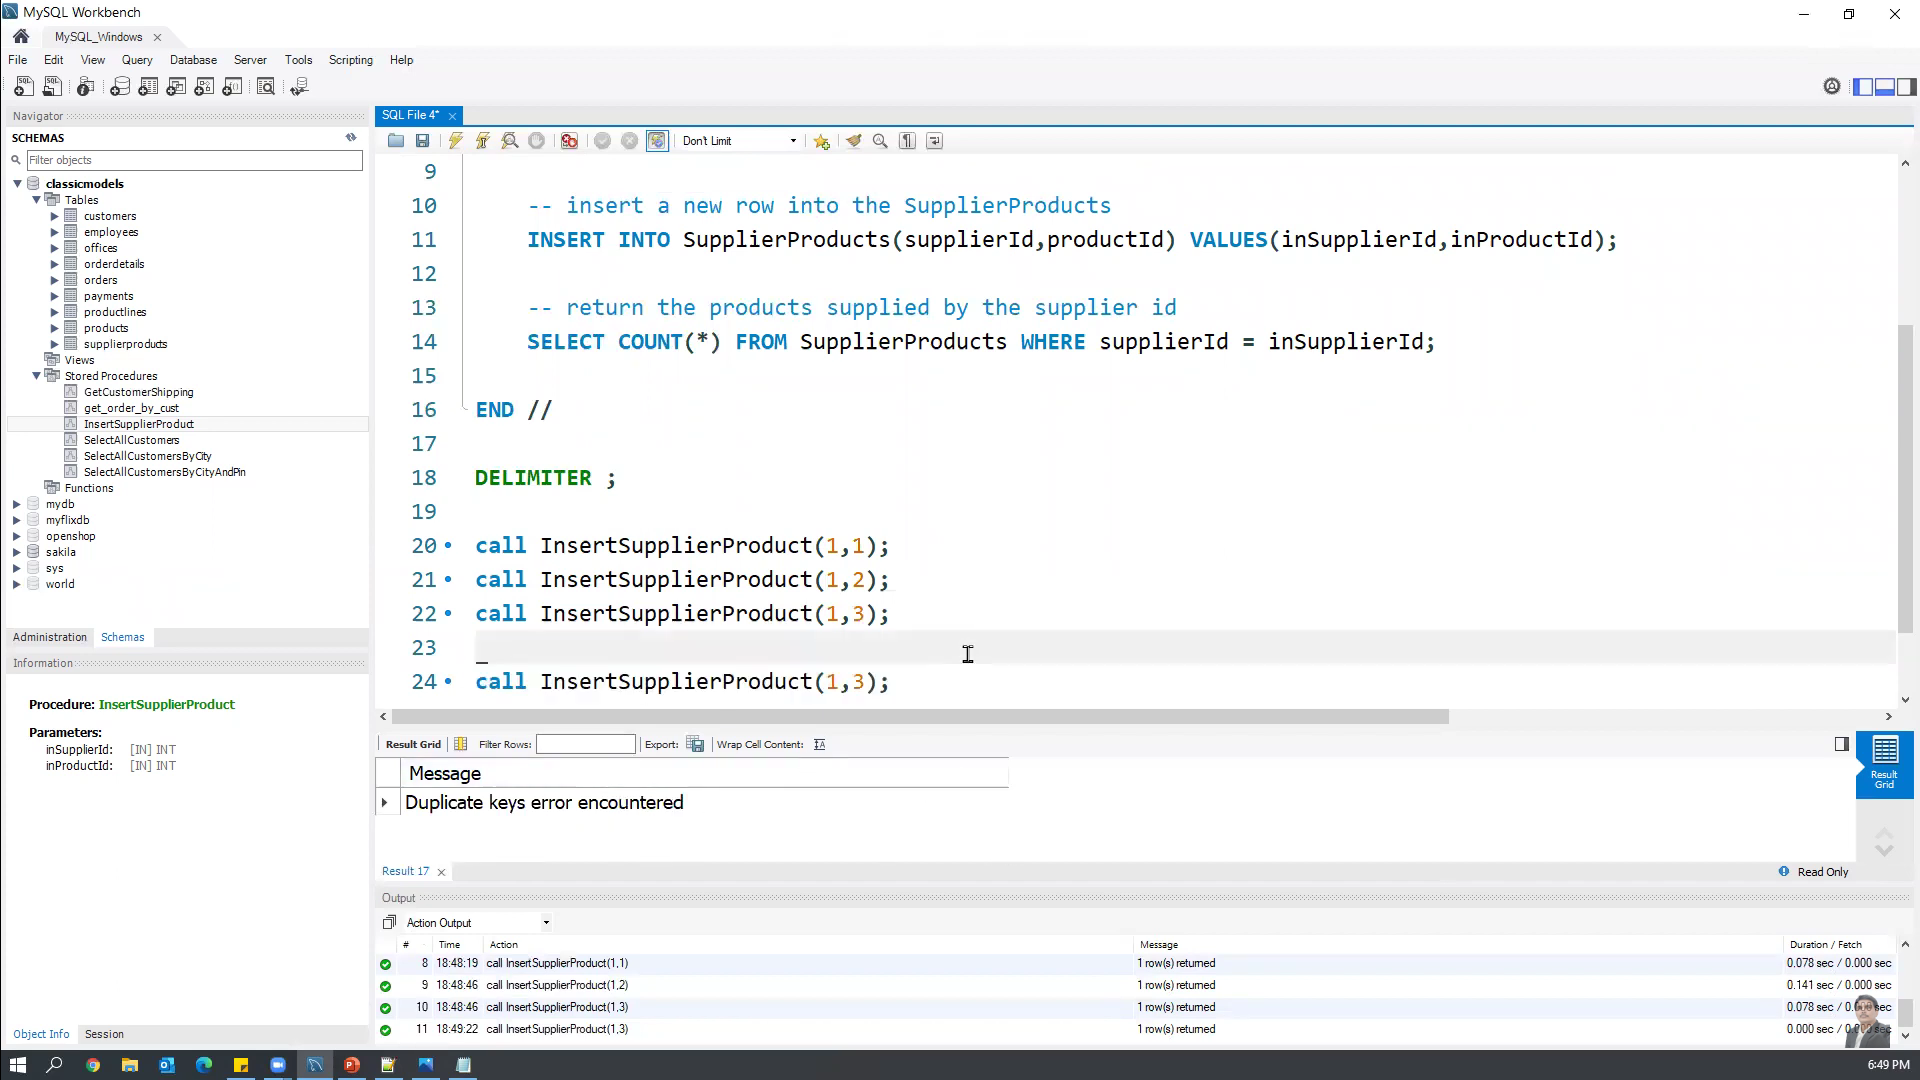 MySQL Workbench
MySQL_Windows
File Edit View Query Database Server Tools Scripting Help
Navigator
SCHEMAS
Filter objects
classicmodels
Tables
customers
employees
offices
orderdetails
orders
payments
productlines
products
supplierproducts
Views
Stored Procedures
GetCustomerShipping
get_order_by_cust
InsertSupplierProduct
SelectAllCustomers
SelectAllCustomersByCity
SelectAllCustomersByCityAndPin
Functions
mydb
myflixdb
openshop
sakila
sys
world
Administration Schemas
Information
Procedure: InsertSupplierProduct
Parameters:
inSupplierId: [IN] INT
inProductId: [IN] INT
Object Info Session
SQL File 4*
Don't Limit
9
10 -- insert a new row into the SupplierProducts
11 INSERT INTO SupplierProducts(supplierId,productId) VALUES(inSupplierId,inProductId);
12
13 -- return the products supplied by the supplier id
14 SELECT COUNT(*) FROM SupplierProducts WHERE supplierId = inSupplierId;
15
16 END //
17
18 DELIMITER ;
19
20 call InsertSupplierProduct(1,1);
21 call InsertSupplierProduct(1,2);
22 call InsertSupplierProduct(1,3);
23
24 call InsertSupplierProduct(1,3);
Result Grid Filter Rows: Export: Wrap Cell Content:
Message
Duplicate keys error encountered
Result Grid
Result 17
Read Only
Output
Action Output
# Time Action Message Duration / Fetch
8 18:48:19 call InsertSupplierProduct(1,1) 1 row(s) returned 0.078 sec / 0.000 sec
9 18:48:46 call InsertSupplierProduct(1,2) 1 row(s) returned 0.141 sec / 0.000 sec
10 18:48:46 call InsertSupplierProduct(1,3) 1 row(s) returned 0.078 sec / 0.000 sec
11 18:49:22 call InsertSupplierProduct(1,3) 1 row(s) returned 0.000 sec / 0.000 sec
6:49 PM